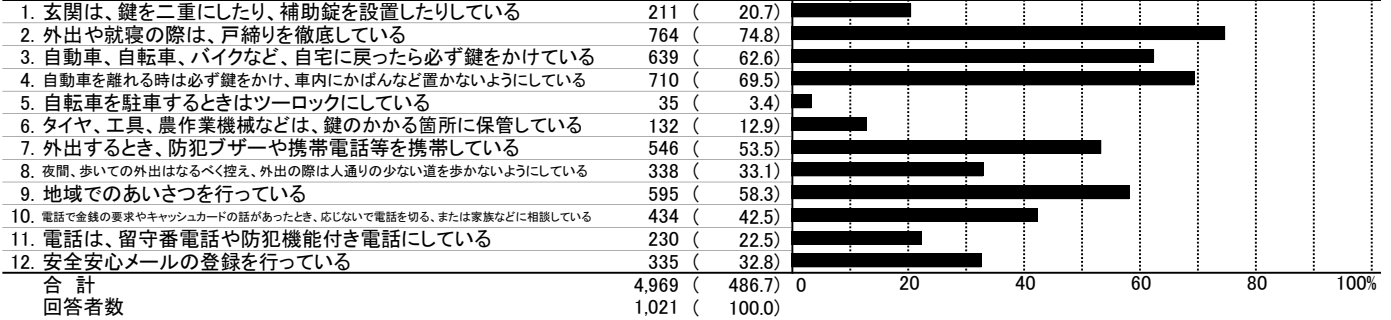 1. 玄関は、鍵を二重にしたり、補助錠を設置したりしている 211 ( 20.7)
2. 外出や就寝の際は、戸締りを徹底している 764 ( 74.8)
3. 自動車、自転車、バイクなど、自宅に戻ったら必ず鍵をかけている 639 ( 62.6)
4. 自動車を離れる時は必ず鍵をかけ、車内にかばんなど置かないようにしている 710 ( 69.5)
5. 自転車を駐車するときはツーロックにしている 35 ( 3.4)
6. タイヤ、工具、農作業機械などは、鍵のかかる箇所に保管している 132 ( 12.9)
7. 外出するとき、防犯ブザーや携帯電話等を携帯している 546 ( 53.5)
8. 夜間、歩いての外出はなるべく控え、外出の際は人通りの少ない道を歩かないようにしている 338 ( 33.1)
9. 地域でのあいさつを行っている 595 ( 58.3)
10. 電話で金銭の要求やキャッシュカードの話があったとき、応じないで電話を切る、または家族などに相談している 434 ( 42.5)
11. 電話は、留守番電話や防犯機能付き電話にしている 230 ( 22.5)
12. 安全安心メールの登録を行っている 335 ( 32.8)
合 計 4,969 ( 486.7) 0 20 40 60 80 100%
回答者数 1,021 ( 100.0)